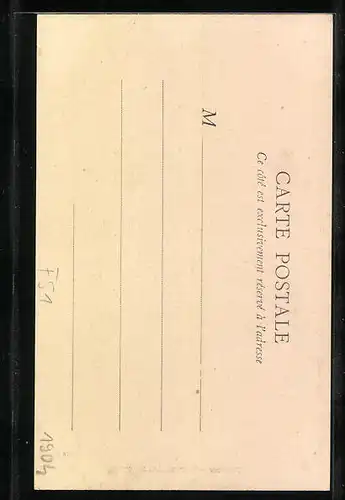 CARTE POSTALE
Ce côté est exclusivement réservé à l'adresse
M
F51
1904